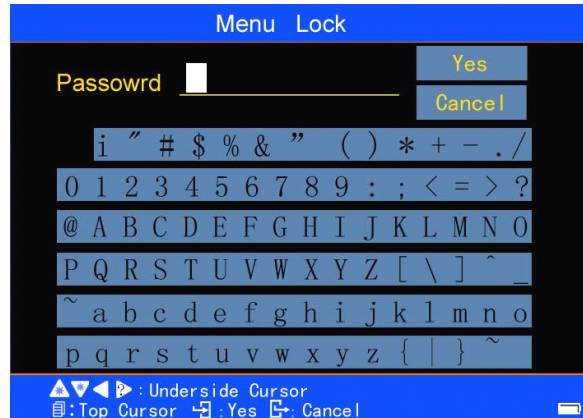 Menu Lock
Passowrd
Yes
Cancel
i ″ # $ % & ” ( ) * + - . /
0 1 2 3 4 5 6 7 8 9 : ; < = > ?
@ A B C D E F G H I J K L M N O
P Q R S T U V W X Y Z [ \ ] ^ _
~ a b c d e f g h i j k l m n o
p q r s t u v w x y z { | } ~
: Underside Cursor
: Top Cursor : Yes : Cancel